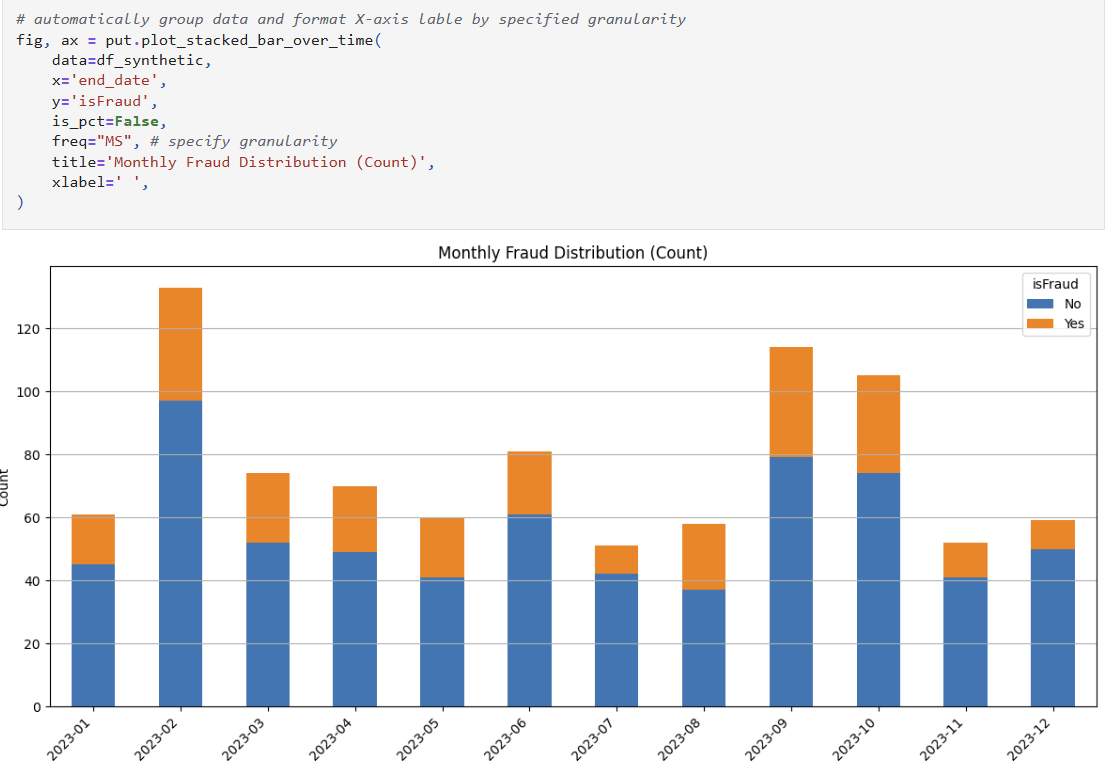 # automatically group data and format X-axis lable by specified granularity
fig, ax = put.plot_stacked_bar_over_time(
    data=df_synthetic,
    x='end_date',
    y='isFraud',
    is_pct=False,
    freq="MS", # specify granularity
    title='Monthly Fraud Distribution (Count)',
    xlabel=' ',
)
Monthly Fraud Distribution (Count)
isFraud
No
Yes
120
100
80
60
40
20
0
Count
2023-01
2023-02
2023-03
2023-04
2023-05
2023-06
2023-07
2023-08
2023-09
2023-10
2023-11
2023-12